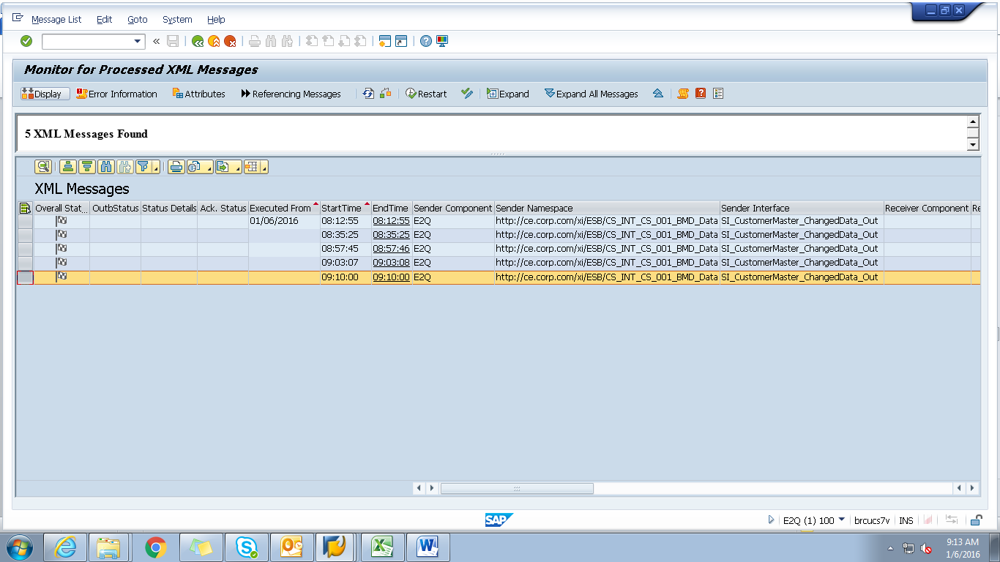 Message List Edit Goto System Help
Monitor for Processed XML Messages
Display Error Information Attributes Referencing Messages Restart Expand Expand All Messages
5 XML Messages Found
XML Messages
Overall Stat... OutbStatus Status Details Ack. Status Executed From StartTime EndTime Sender Component Sender Namespace Sender Interface Receiver Component Re
01/06/2016 08:12:55 08:12:55 E2Q http://ce.corp.com/xi/ESB/CS_INT_CS_001_BMD_Data SI_CustomerMaster_ChangedData_Out
08:35:25 08:35:25 E2Q http://ce.corp.com/xi/ESB/CS_INT_CS_001_BMD_Data SI_CustomerMaster_ChangedData_Out
08:57:45 08:57:46 E2Q http://ce.corp.com/xi/ESB/CS_INT_CS_001_BMD_Data SI_CustomerMaster_ChangedData_Out
09:03:07 09:03:08 E2Q http://ce.corp.com/xi/ESB/CS_INT_CS_001_BMD_Data SI_CustomerMaster_ChangedData_Out
09:10:00 09:10:00 E2Q http://ce.corp.com/xi/ESB/CS_INT_CS_001_BMD_Data SI_CustomerMaster_ChangedData_Out
SAP E2Q (1) 100 brcucs7v INS
9:13 AM
1/6/2016